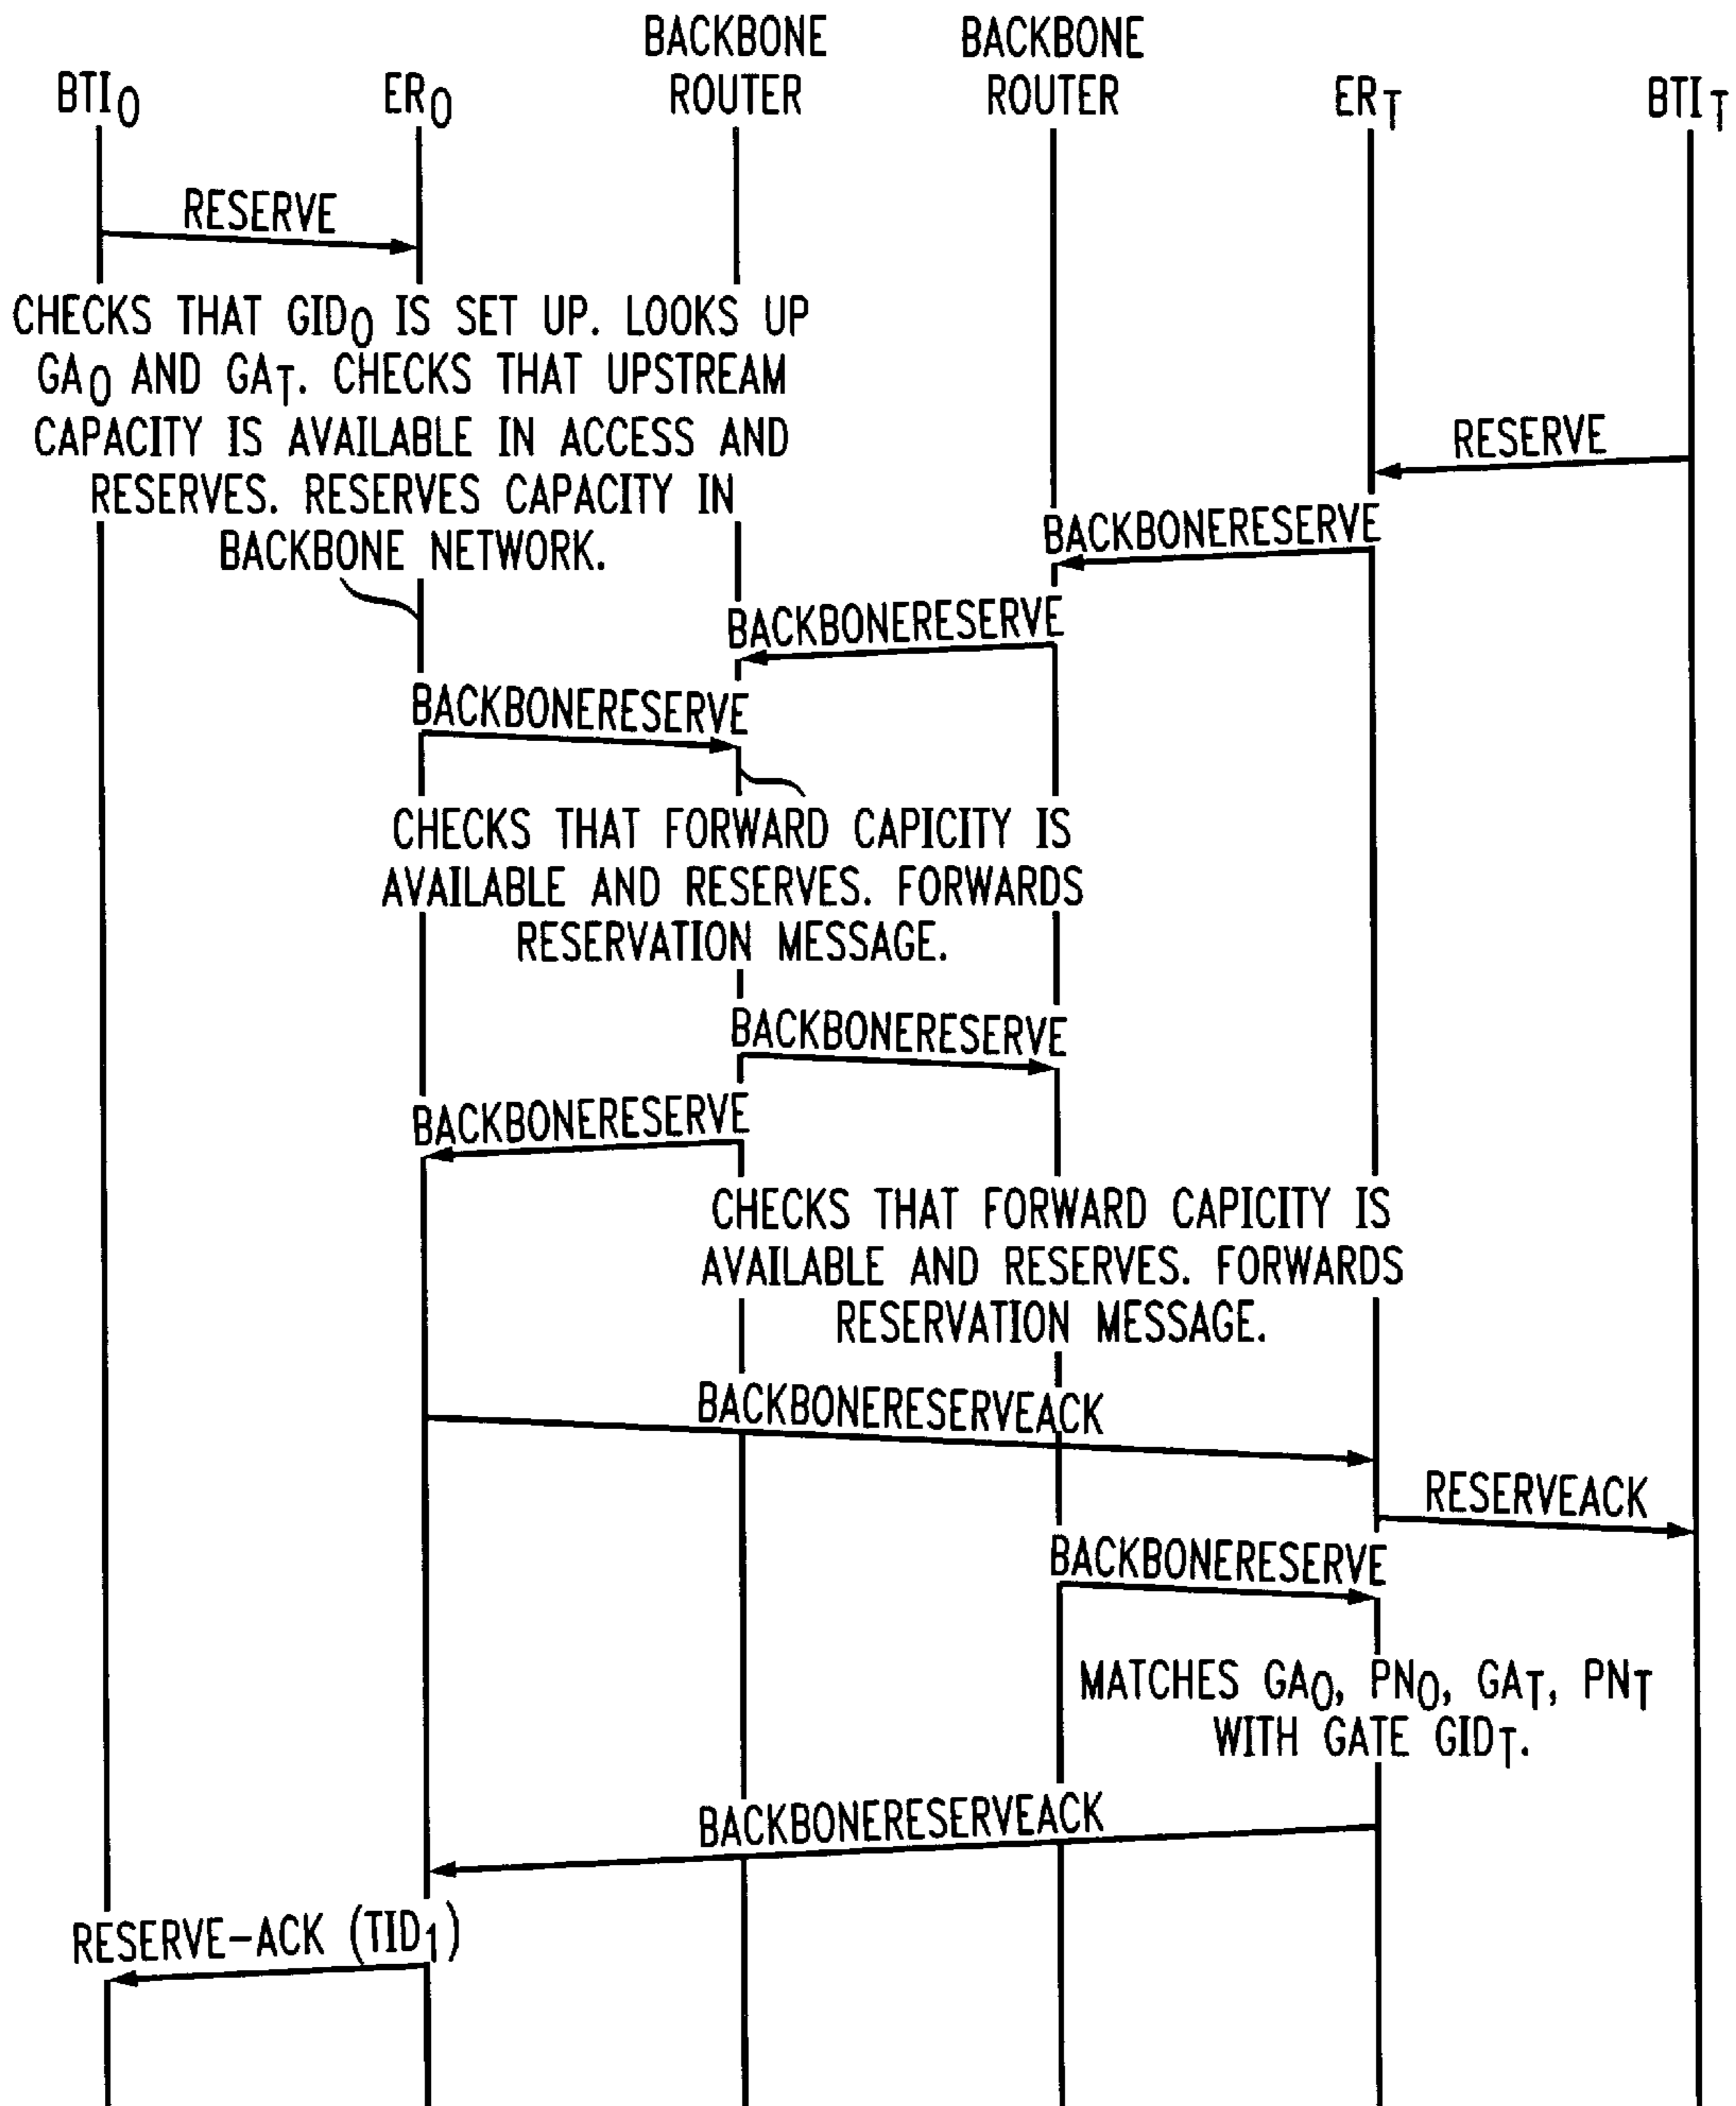 BACKBONE ROUTER
BACKBONE ROUTER
BTI0
ER0
ERT
BTIT
RESERVE
CHECKS THAT GID0 IS SET UP. LOOKS UP
GA0 AND GAT. CHECKS THAT UPSTREAM
CAPACITY IS AVAILABLE IN ACCESS AND
RESERVES. RESERVES CAPACITY IN
BACKBONE NETWORK.
RESERVE
BACKBONERESERVE
BACKBONERESERVE
BACKBONERESERVE
CHECKS THAT FORWARD CAPICITY IS
AVAILABLE AND RESERVES. FORWARDS
RESERVATION MESSAGE.
BACKBONERESERVE
BACKBONERESERVE
CHECKS THAT FORWARD CAPICITY IS
AVAILABLE AND RESERVES. FORWARDS
RESERVATION MESSAGE.
BACKBONERESERVEACK
RESERVEACK
BACKBONERESERVE
MATCHES GA0, PN0, GAT, PNT
WITH GATE GIDT.
BACKBONERESERVEACK
RESERVE-ACK (TID1)